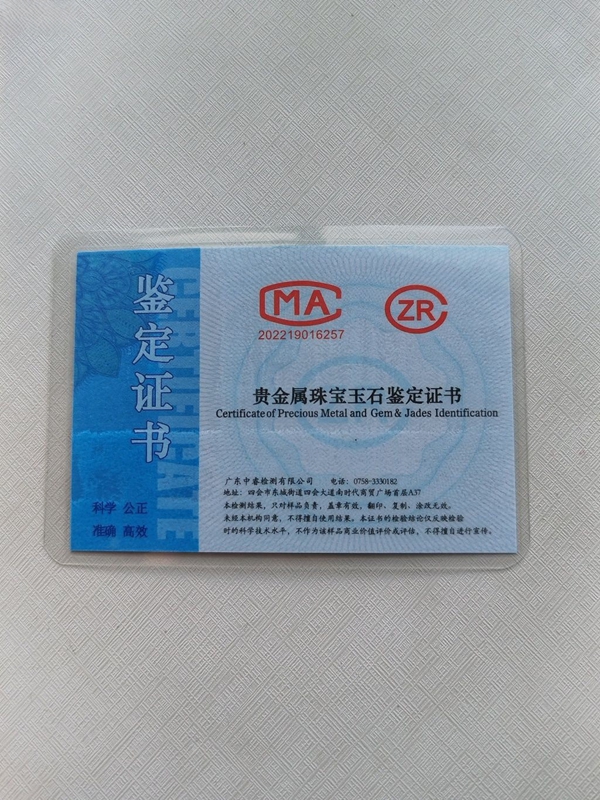 鉴定证书
CERTIFICATE
科学 公正
准确 高效
CMA
202219016257
ZR
贵金属珠宝玉石鉴定证书
Certificate of Precious Metal and Gem & Jades Identification
广东中睿检测有限公司 电话: 0758-3330182
地址: 四会市东城街道四会大道南时代商贸广场首层A37
本检测结果, 只对样品负责, 盖章有效, 翻印、复制、涂改无效。
未经本机构同意, 不得擅自使用结果。本证书的检验结论仅反映检验
时的科学技术水平, 不作为该样品商业价值评价或评估, 不得擅自进行宣传。